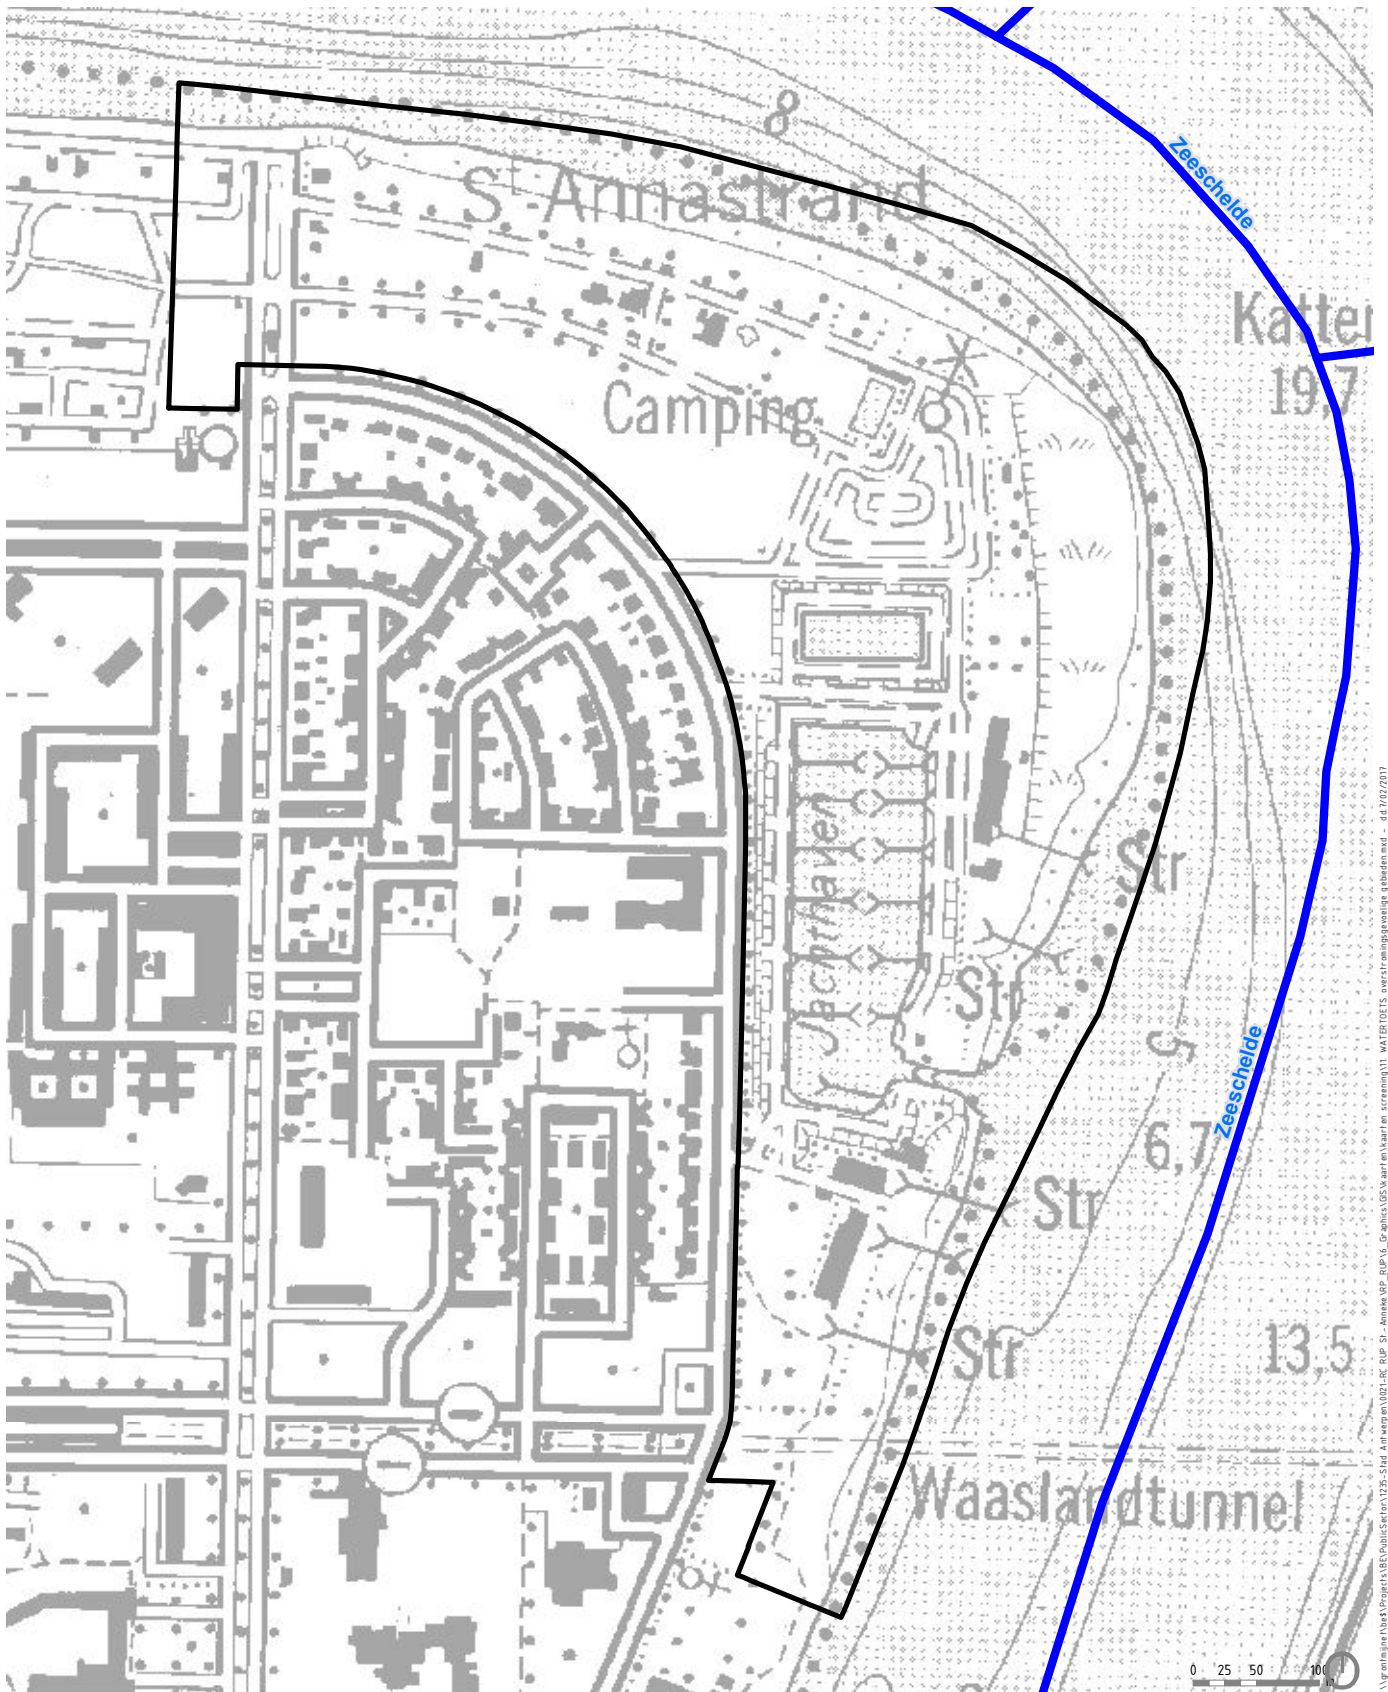 8
St Annastrand
Zeeschelde
Katten
19,7
Camping
Jachthaven
Str
Str
5
Zeeschelde
6,7
Str
Str
13,5
Waaslandtunnel
0 25 50 100